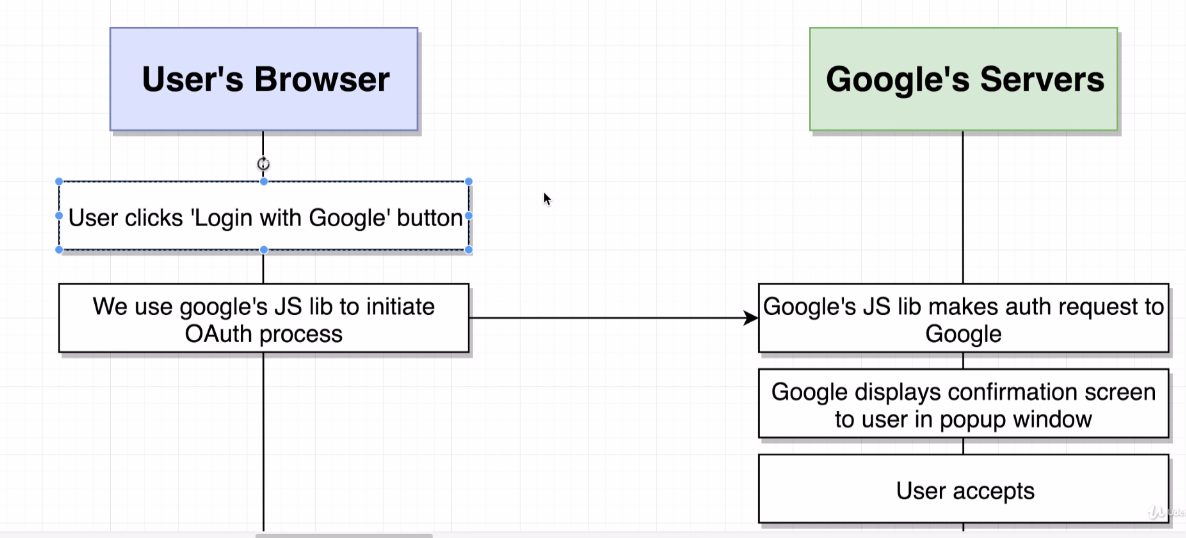 User's Browser
Google's Servers
User clicks 'Login with Google' button
We use google's JS lib to initiate
OAuth process
Google's JS lib makes auth request to
Google
Google displays confirmation screen
to user in popup window
User accepts